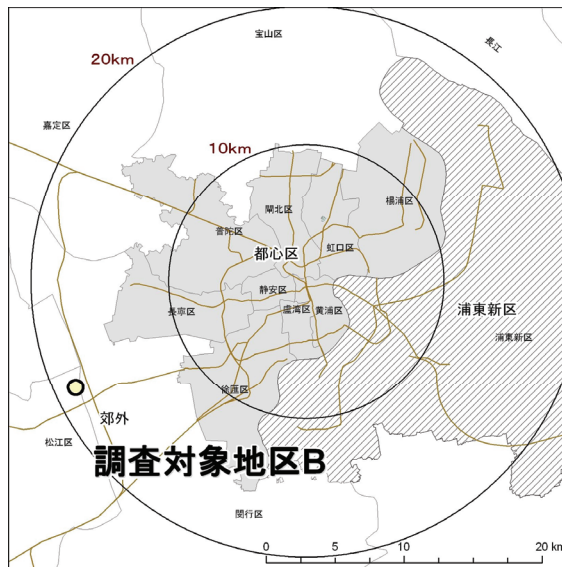 宝山区
長江
20km
嘉定区
10km
楊浦区
閘北区
普陀区
虹口区
都心区
静安区
長寧区
盧湾区
黄浦区
浦東新区
浦東新区
徐匯区
郊外
松江区
調査対象地区B
閔行区
0 5 10 20 km